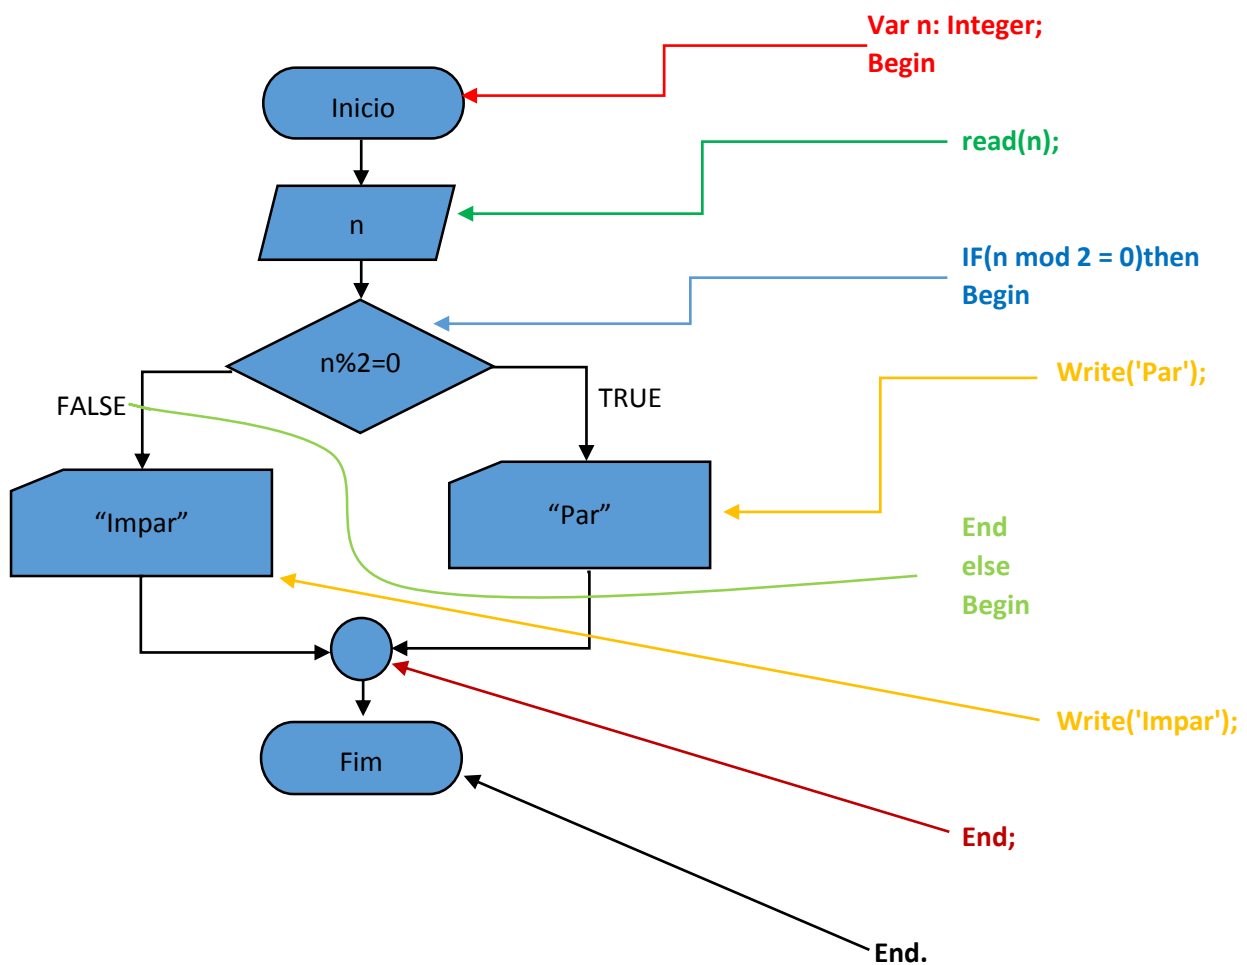 Var n: Integer;
Begin
Inicio
read(n);
n
IF(n mod 2 = 0)then
Begin
n%2=0
Write('Par');
FALSE
TRUE
“Impar”
“Par”
End
else
Begin
Write('Impar');
Fim
End;
End.